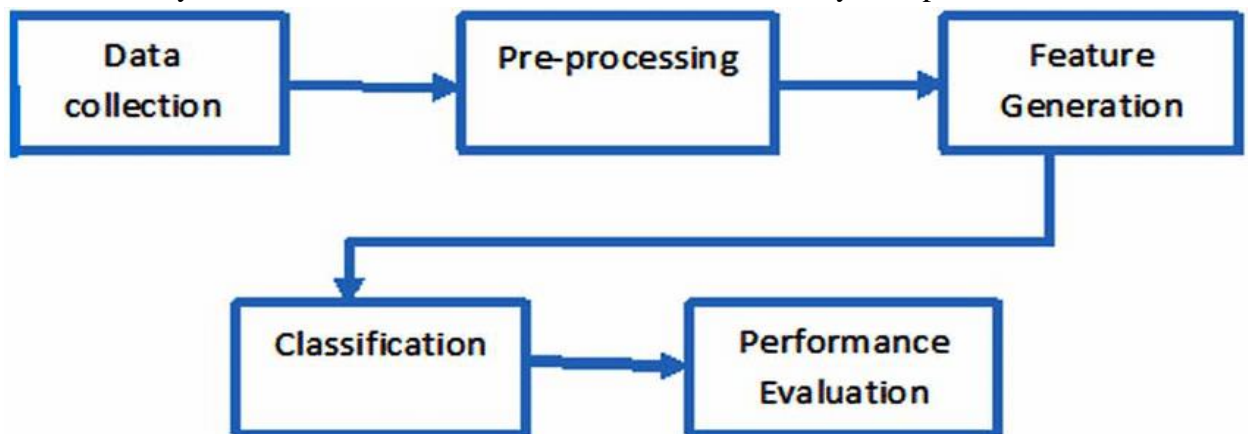 Data
collection
Pre-processing
Feature
Generation
Classification
Performance
Evaluation